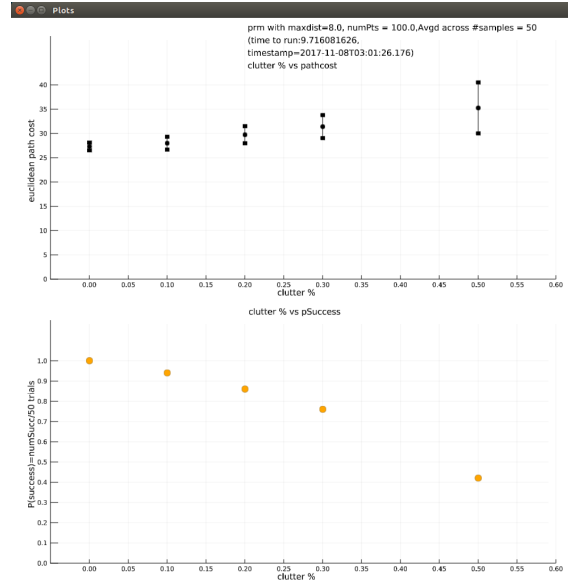 Plots
prm with maxdist=8.0, numPts = 100.0,Avgd across #samples = 50
(time to run:9.716081626,
timestamp=2017-11-08T03:01:26.176)
clutter % vs pathcost
euclidean path cost
40
35
30
25
20
15
10
5
0
0.00 0.10 0.20 0.30 0.40 0.50 0.55 0.60
0.05 0.15 0.25 0.35 0.45
clutter %
clutter % vs pSuccess
P(success)=numSucc/50 trials
1.0
0.9
0.8
0.7
0.6
0.5
0.4
0.3
0.2
0.1
0.0
0.00 0.05 0.10 0.15 0.20 0.25 0.30 0.35 0.40 0.45 0.50 0.55 0.60
clutter %